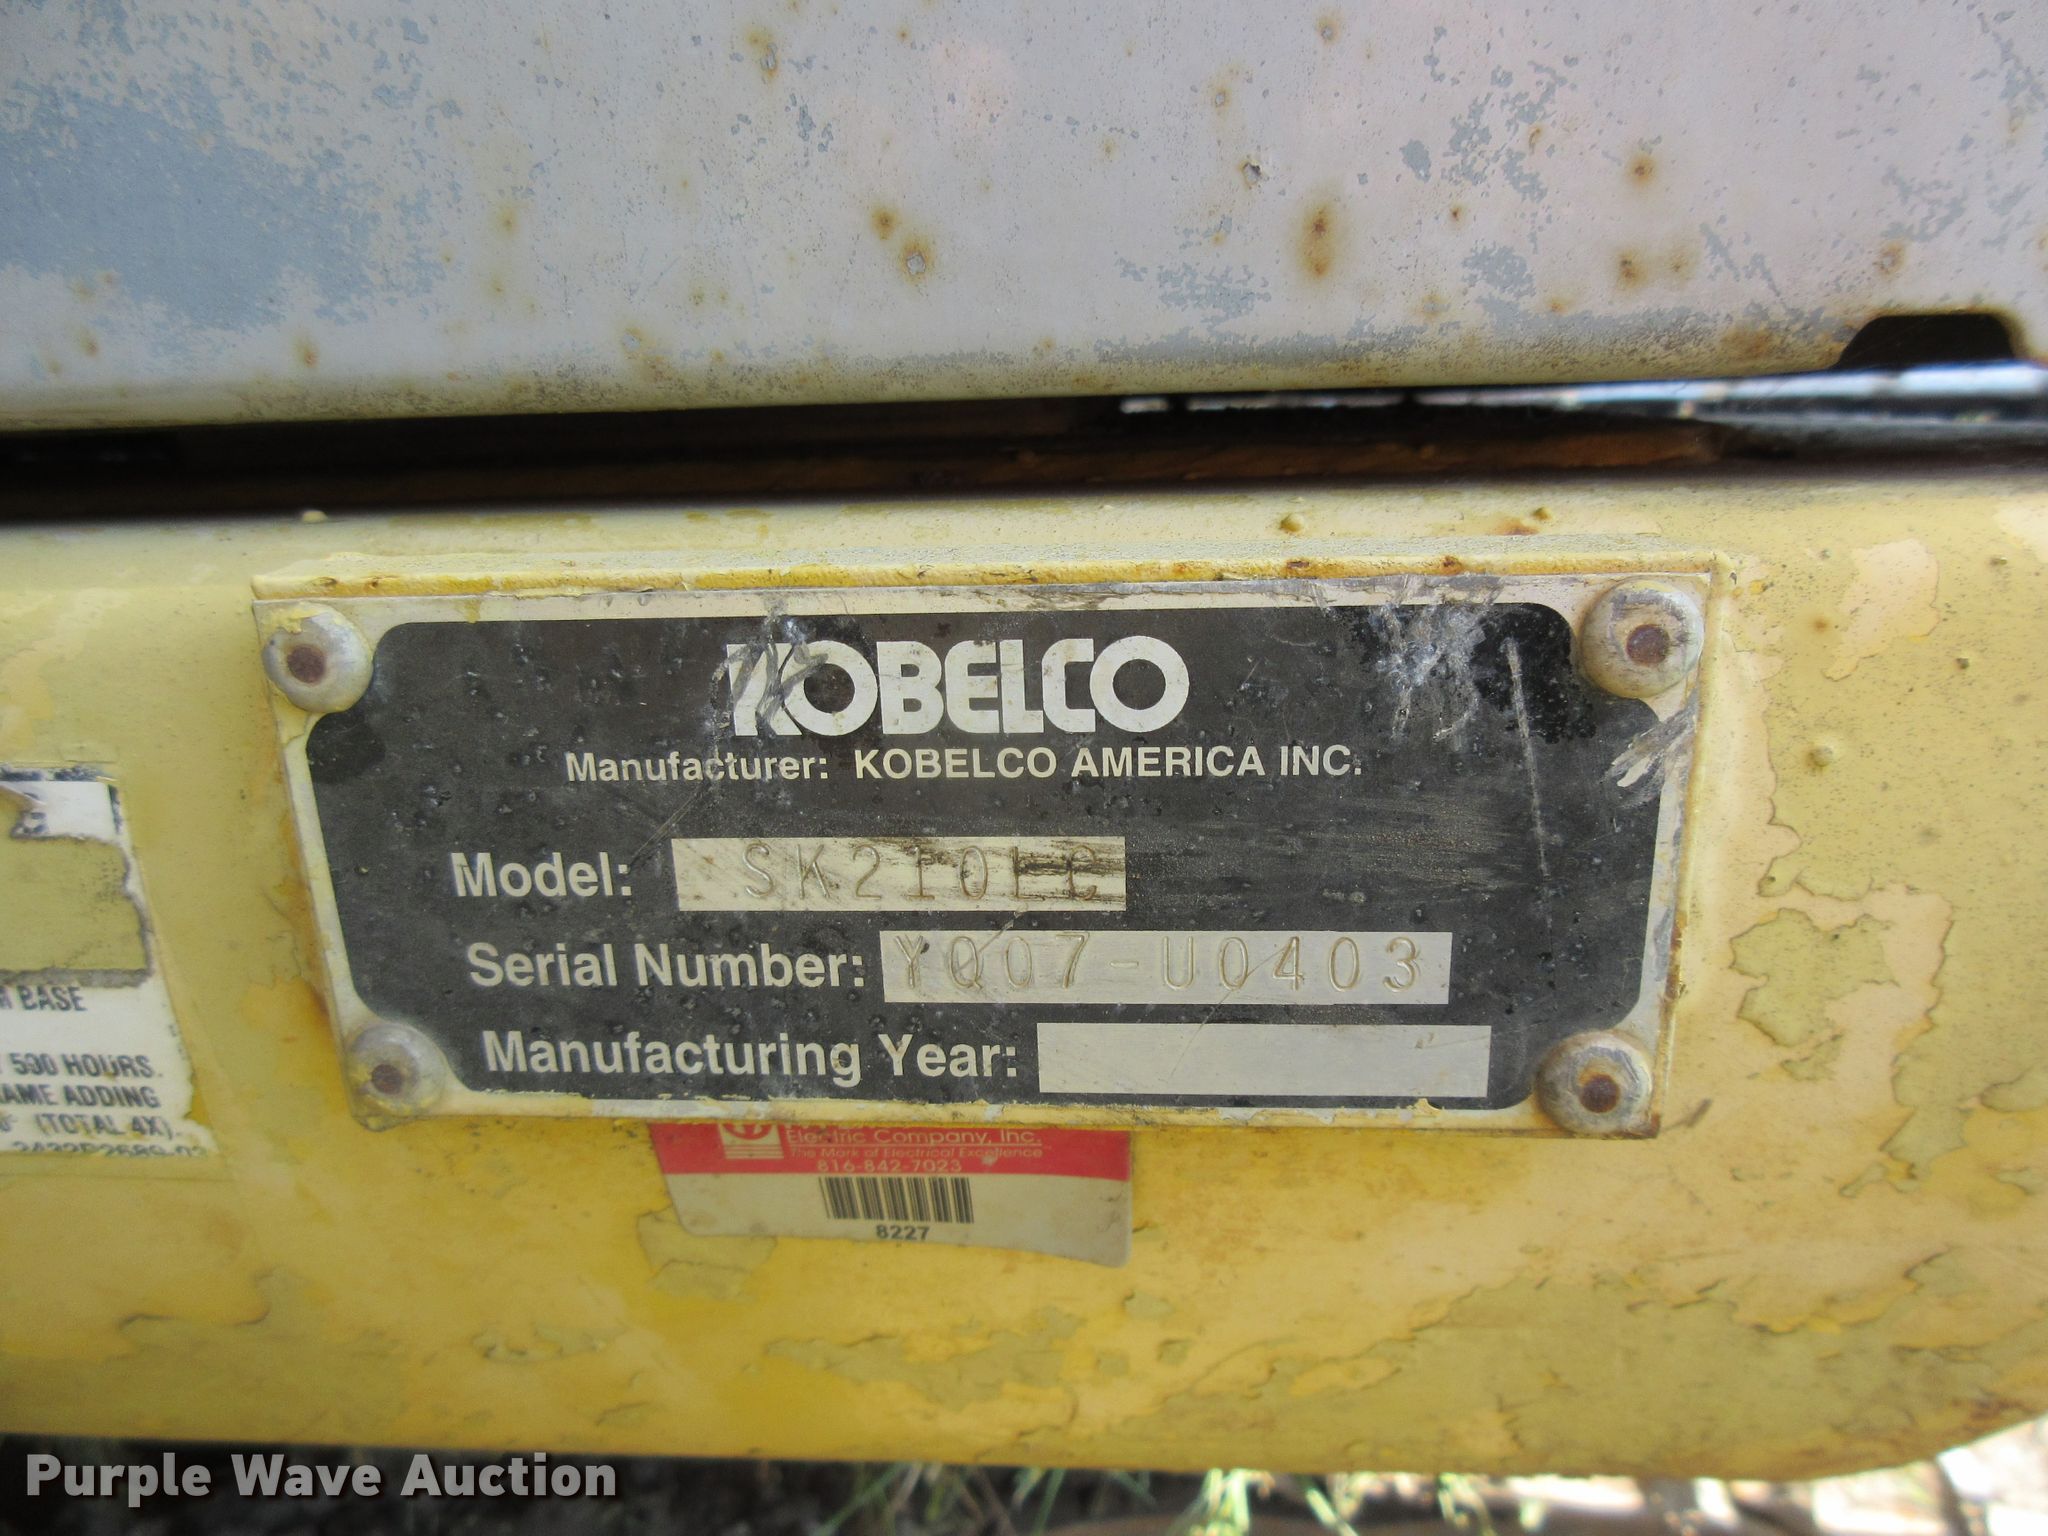 KOBELCO
Manufacturer: KOBELCO AMERICA INC.
Model: SK210LC
Serial Number: YQ07-U0403
Manufacturing Year:
BASE
500 HOURS.
ADDING
(TOTAL 4X).
Electric Company, Inc.
The Mark of Electrical Excellence
816-842-7023
8227
Purple Wave Auction